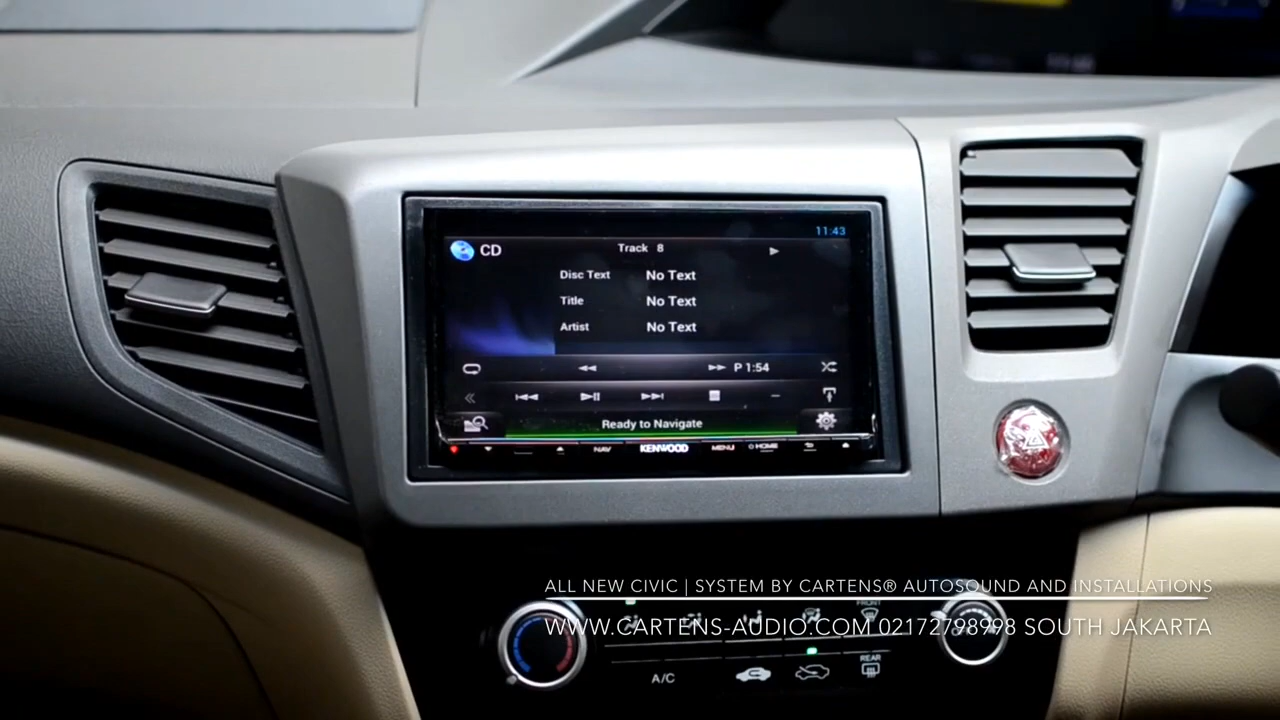 11:43
CD
Track 8
Disc Text No Text
Title No Text
Artist No Text
P 1:54
Ready to Navigate
NAV KENWOOD MENU HOME
ALL NEW CIVIC | SYSTEM BY CARTENS® AUTOSOUND AND INSTALLATIONS
FRONT
WWW.CARTENS-AUDIO.COM 02172798998 SOUTH JAKARTA
A/C
REAR